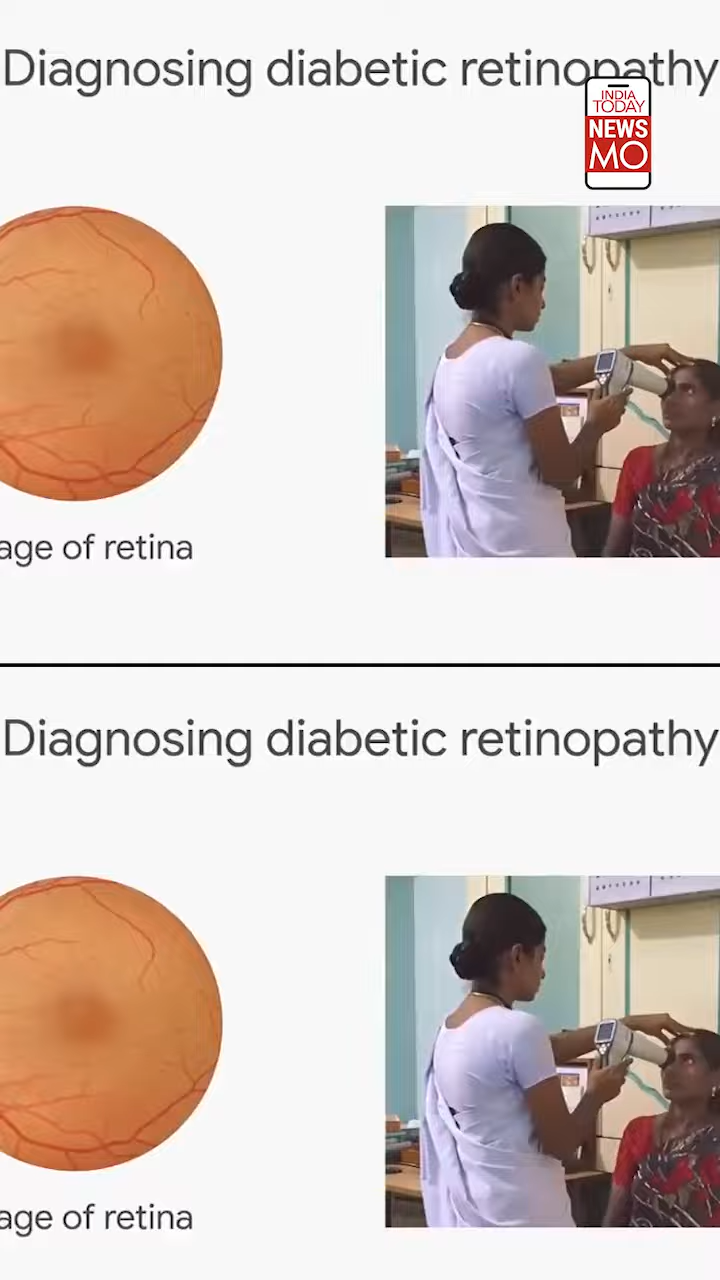 Diagnosing diabetic retinopathy
INDIA
TODAY
NEWS
MO
age of retina
Diagnosing diabetic retinopathy
age of retina